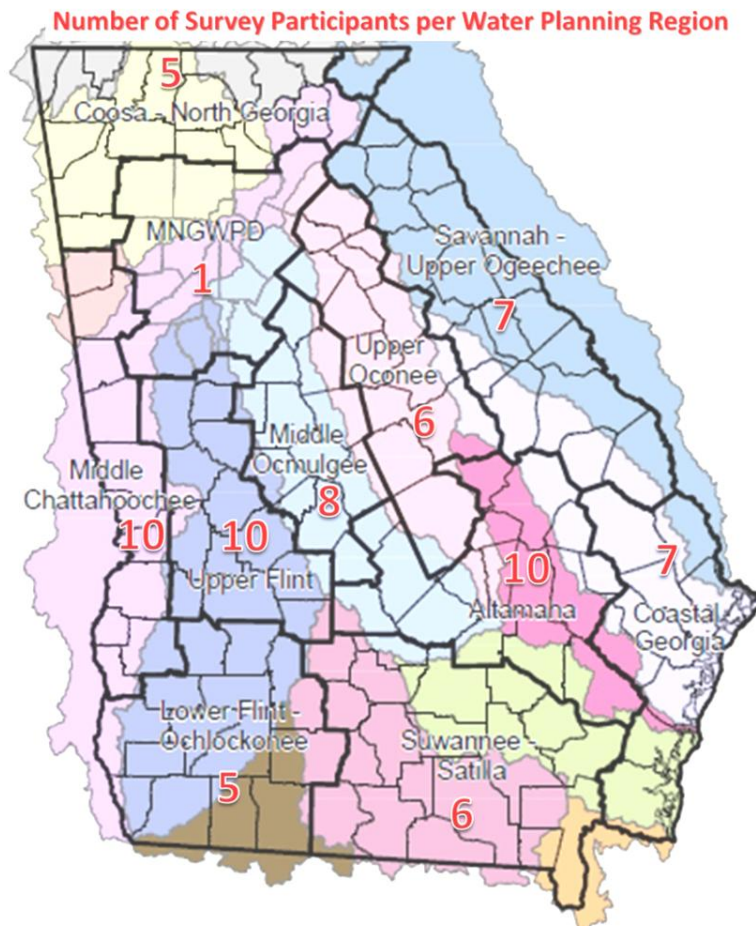 Number of Survey Participants per Water Planning Region
5
Coosa - North Georgia
MNGWPD
1
Savannah -
Upper Ogeechee
7
Upper
Oconee
6
Middle
Ocmulgee
8
Middle
Chattahoochee
10
10
Upper Flint
10
Altamaha
7
Coastal
Georgia
Lower Flint -
Ochlockonee
5
Suwannee -
Satilla
6